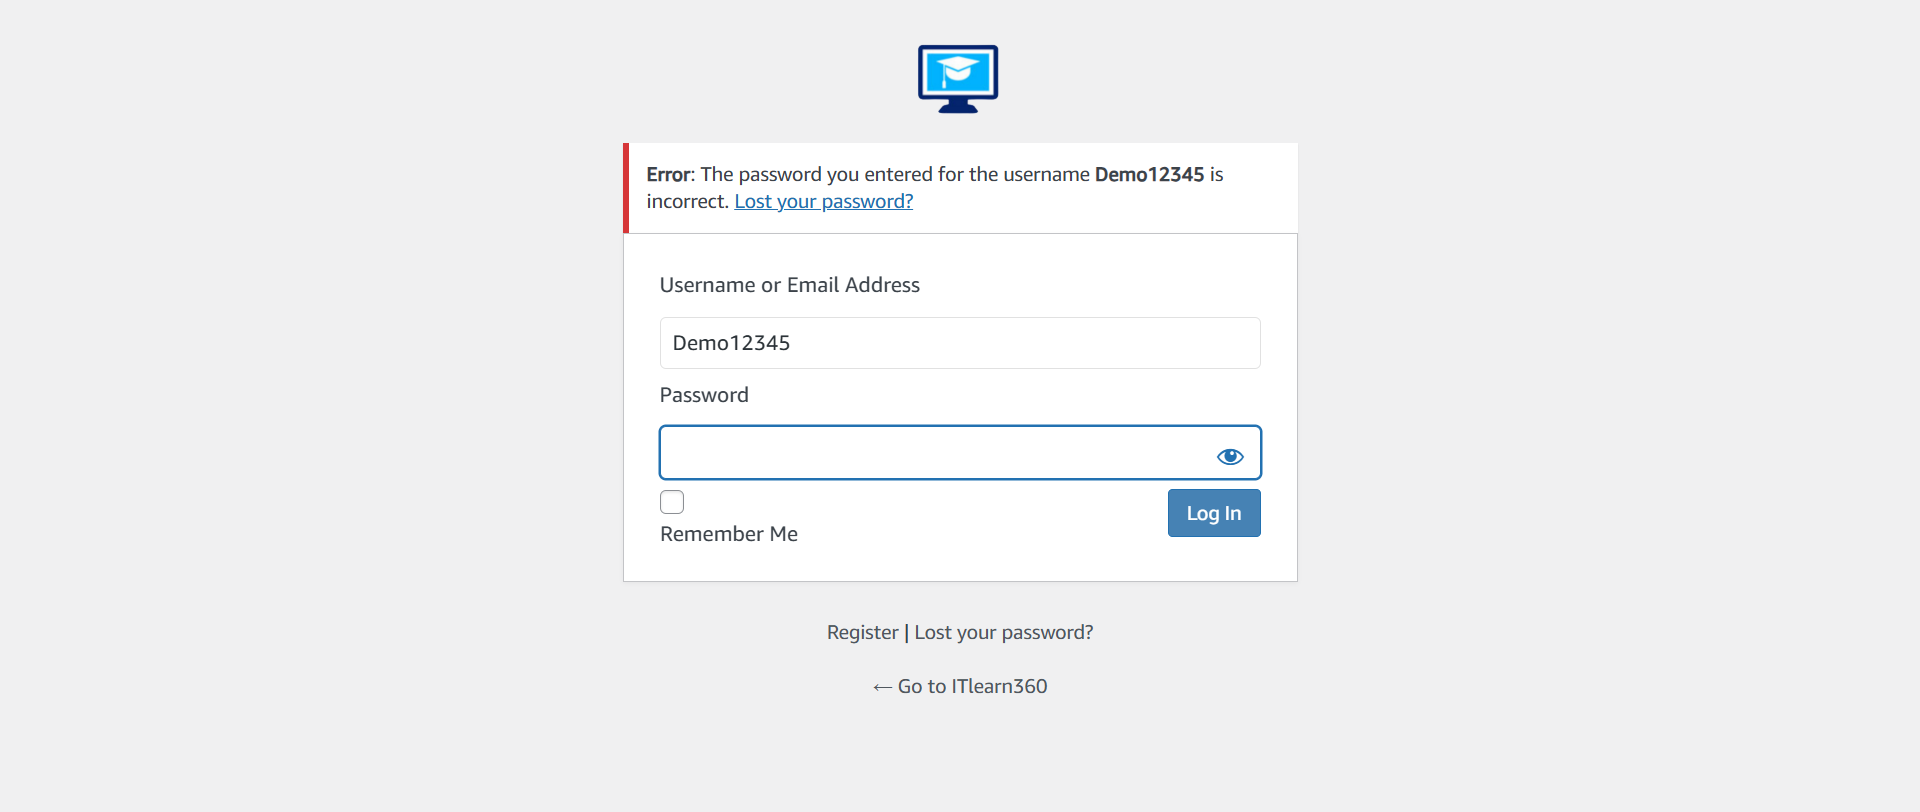 Error: The password you entered for the username Demo12345 is
incorrect. Lost your password?
Username or Email Address
Demo12345
Password
Remember Me
Log In
Register | Lost your password?
← Go to ITlearn360